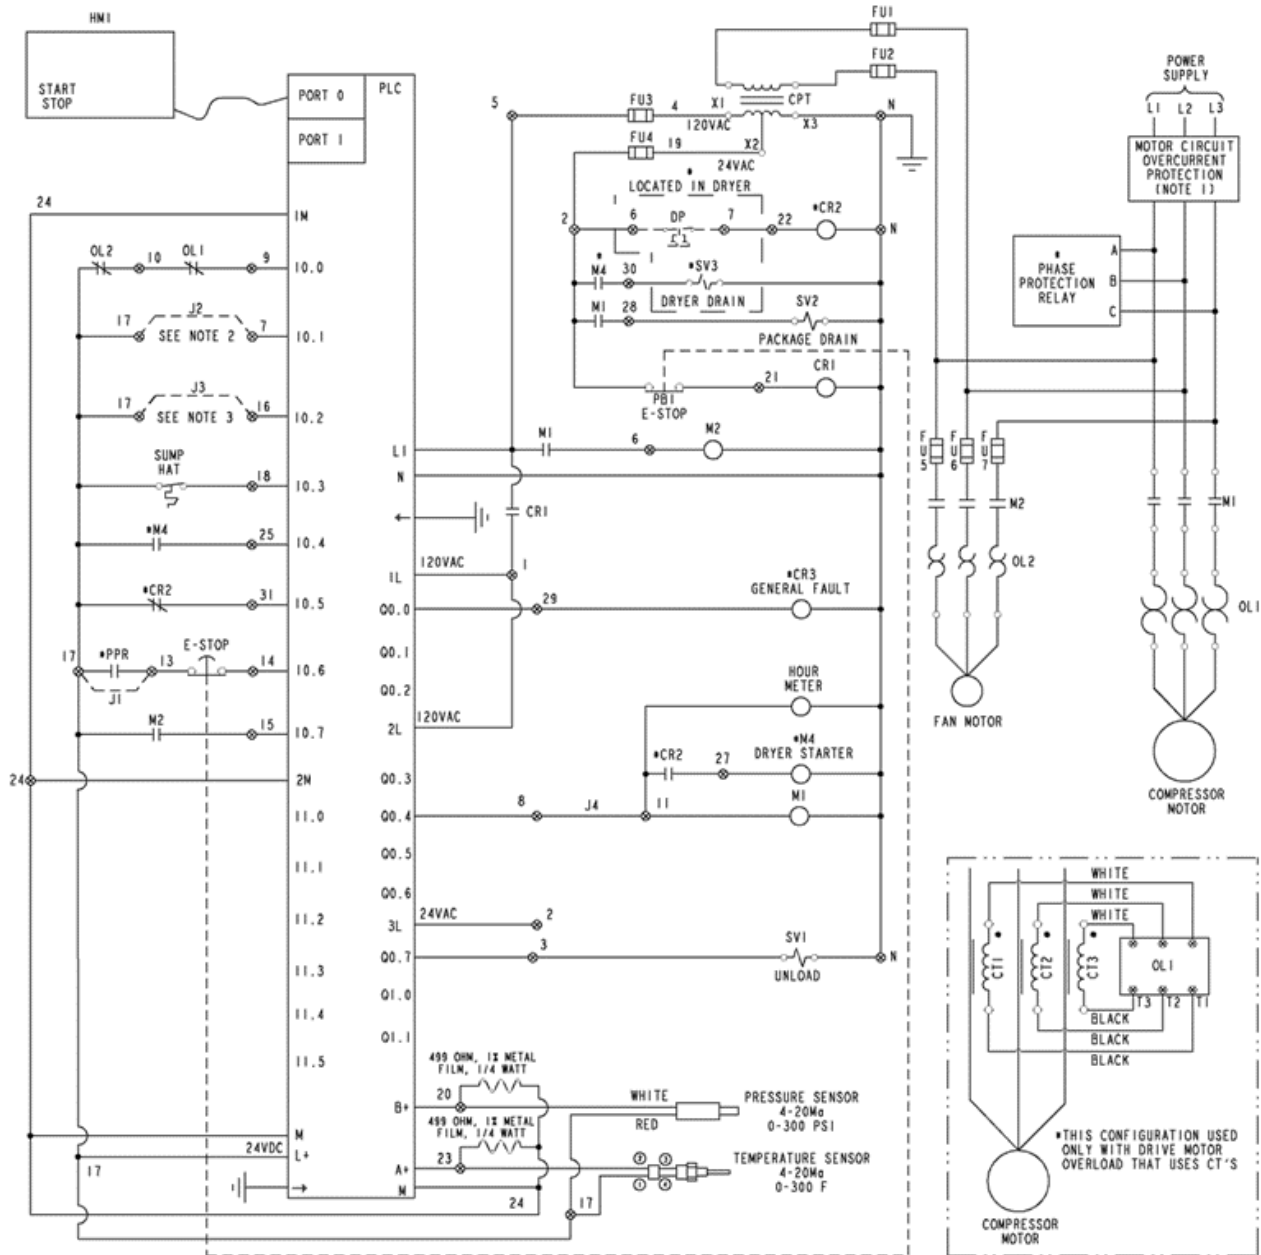 HMI
START
STOP
PORT 0
PLC
PORT 1
5
FU3
4
X1
120VAC
CPT
X3
N
FU1
FU2
FU4
19
X2
24VAC
POWER
SUPPLY
L1 L2 L3
MOTOR CIRCUIT
OVERCURRENT
PROTECTION
(NOTE 1)
*
LOCATED IN DRYER
2
1
6
DP
7
22
*CR2
N
1
*
M4
30
*SV3
DRYER DRAIN
M1
28
SV2
PACKAGE DRAIN
*
PHASE
PROTECTION
RELAY
A
B
C
24
1M
OL2
10
OL1
9
I0.0
17
J2
SEE NOTE 2
7
I0.1
17
J3
SEE NOTE 3
16
I0.2
SUMP
HAT
18
I0.3
*M4
25
I0.4
*CR2
31
I0.5
17
*PPR
J1
13
E-STOP
14
I0.6
M2
15
I0.7
24
2M
I1.0
I1.1
I1.2
I1.3
I1.4
I1.5
M
24VDC
L+
17
PB1
E-STOP
21
CR1
L1
M1
6
M2
N
CR1
120VAC
1L
1
Q0.0
29
*CR3
GENERAL FAULT
Q0.1
Q0.2
120VAC
2L
HOUR
METER
Q0.3
*CR2
27
*M4
DRYER STARTER
Q0.4
8
J4
11
M1
Q0.5
Q0.6
24VAC
3L
2
Q0.7
3
SV1
UNLOAD
N
Q1.0
Q1.1
499 OHM, 1% METAL
FILM, 1/4 WATT
B+
20
WHITE
RED
PRESSURE SENSOR
4-20Ma
0-300 PSI
499 OHM, 1% METAL
FILM, 1/4 WATT
A+
23
2 3
1 4
TEMPERATURE SENSOR
4-20Ma
0-300 F
M
24
17
FU5
FU6
FU7
M2
OL2
FAN MOTOR
M1
OL1
COMPRESSOR
MOTOR
WHITE
WHITE
WHITE
CT1
*
CT2
*
CT3
*
OL1
T3 T2 T1
BLACK
BLACK
BLACK
*THIS CONFIGURATION USED
ONLY WITH DRIVE MOTOR
OVERLOAD THAT USES CT'S
COMPRESSOR
MOTOR